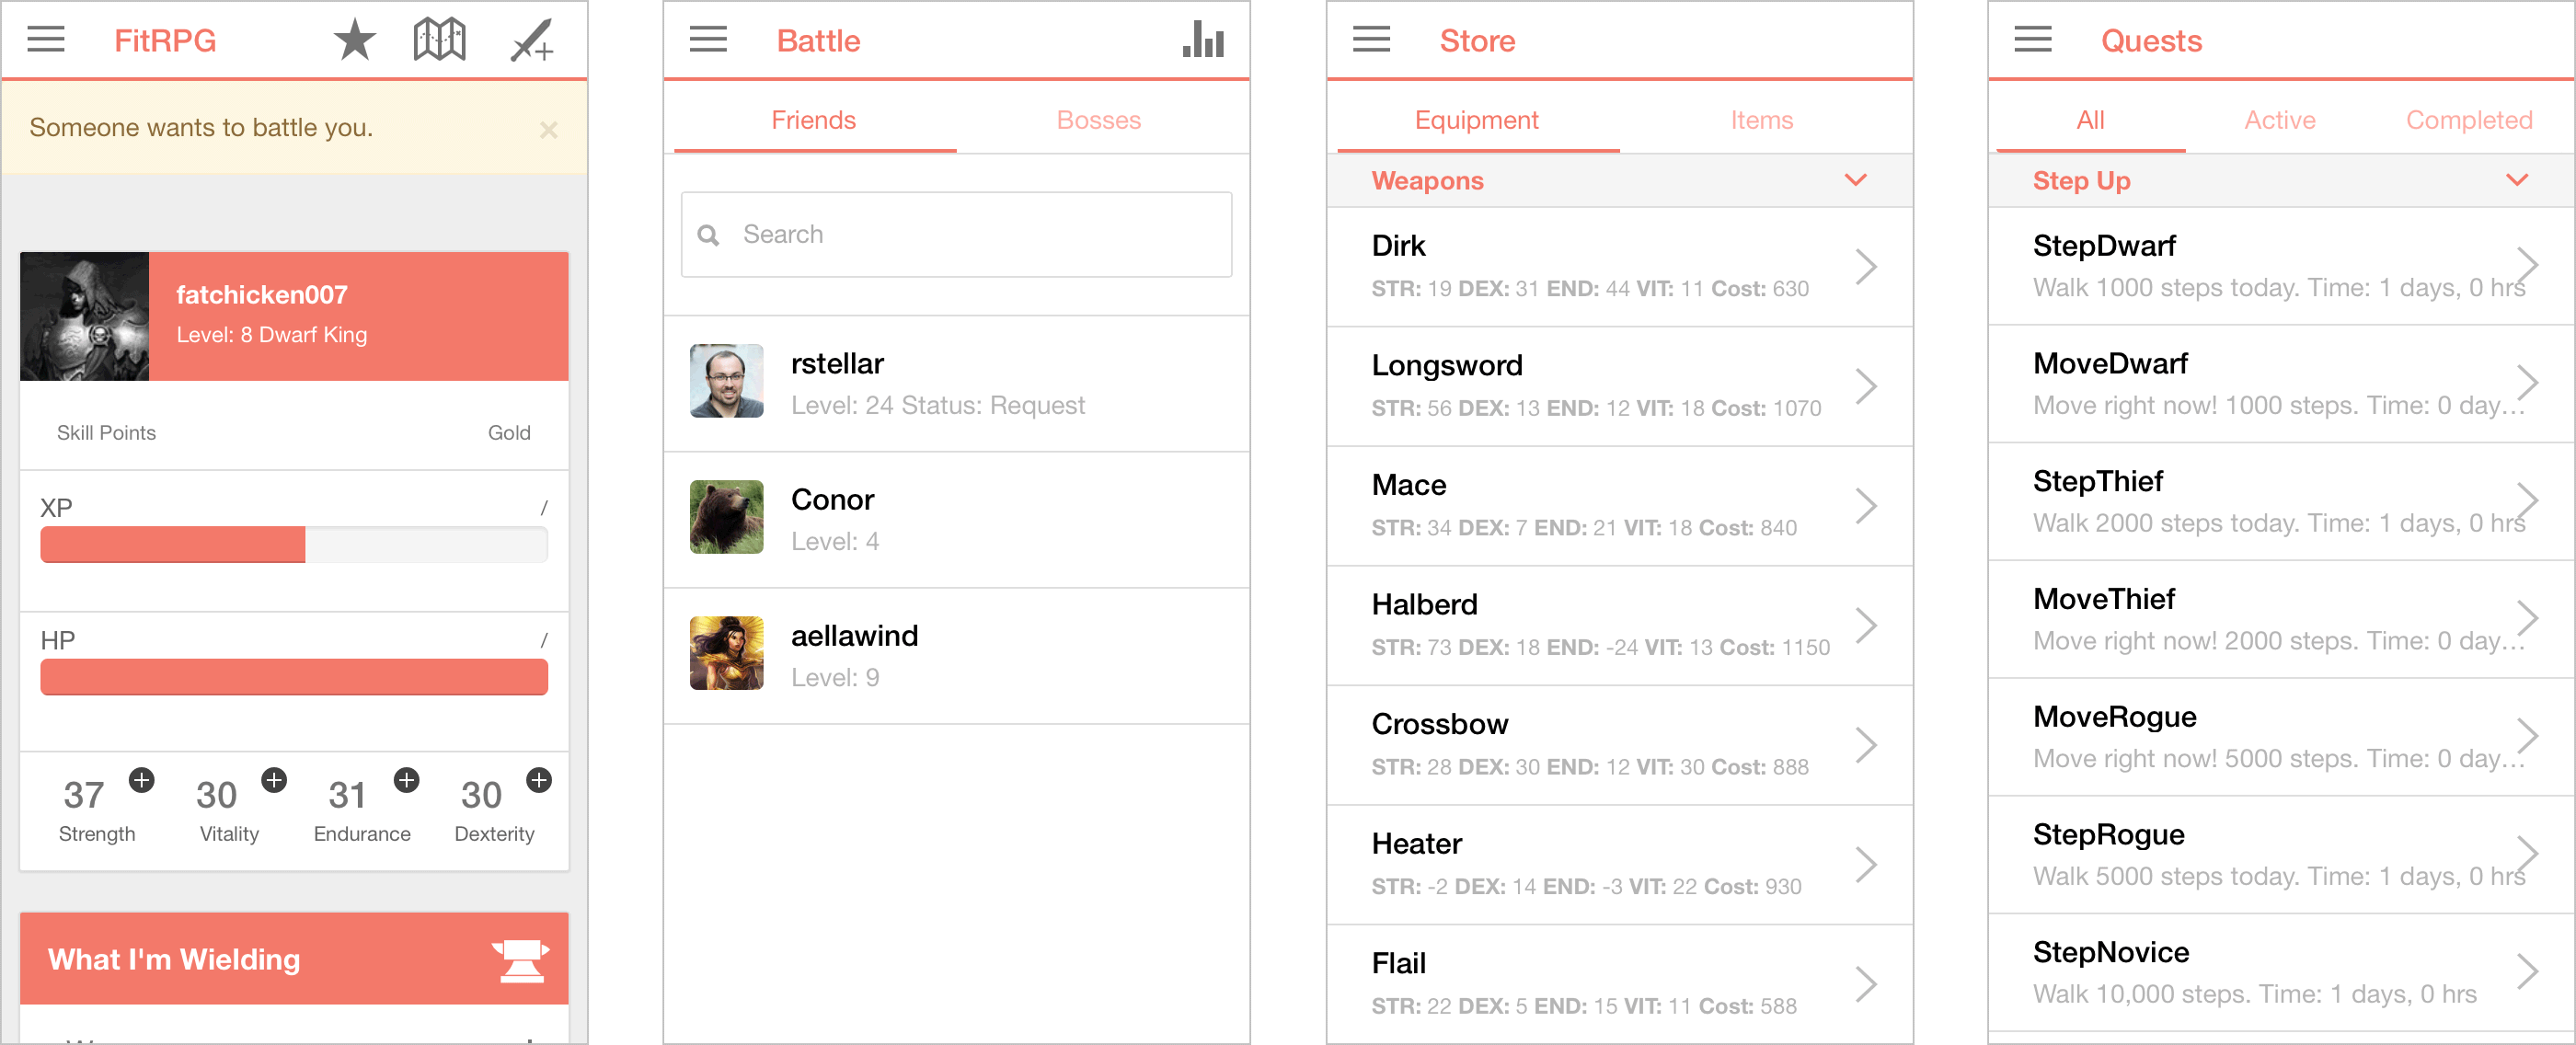 FitRPG
Someone wants to battle you.
fatchicken007
Level: 8 Dwarf King
Skill Points Gold
XP /
HP /
37 30 31 30
Strength Vitality Endurance Dexterity
What I'm Wielding
Battle
Friends Bosses
Search
rstellar
Level: 24 Status: Request
Conor
Level: 4
aellawind
Level: 9
Store
Equipment Items
Weapons
Dirk
STR: 19 DEX: 31 END: 44 VIT: 11 Cost: 630
Longsword
STR: 56 DEX: 13 END: 12 VIT: 18 Cost: 1070
Mace
STR: 34 DEX: 7 END: 21 VIT: 18 Cost: 840
Halberd
STR: 73 DEX: 18 END: -24 VIT: 13 Cost: 1150
Crossbow
STR: 28 DEX: 30 END: 12 VIT: 30 Cost: 888
Heater
STR: -2 DEX: 14 END: -3 VIT: 22 Cost: 930
Flail
STR: 22 DEX: 5 END: 15 VIT: 11 Cost: 588
Quests
All Active Completed
Step Up
StepDwarf
Walk 1000 steps today. Time: 1 days, 0 hrs
MoveDwarf
Move right now! 1000 steps. Time: 0 day...
StepThief
Walk 2000 steps today. Time: 1 days, 0 hrs
MoveThief
Move right now! 2000 steps. Time: 0 day...
MoveRogue
Move right now! 5000 steps. Time: 0 day...
StepRogue
Walk 5000 steps today. Time: 1 days, 0 hrs
StepNovice
Walk 10,000 steps. Time: 1 days, 0 hrs